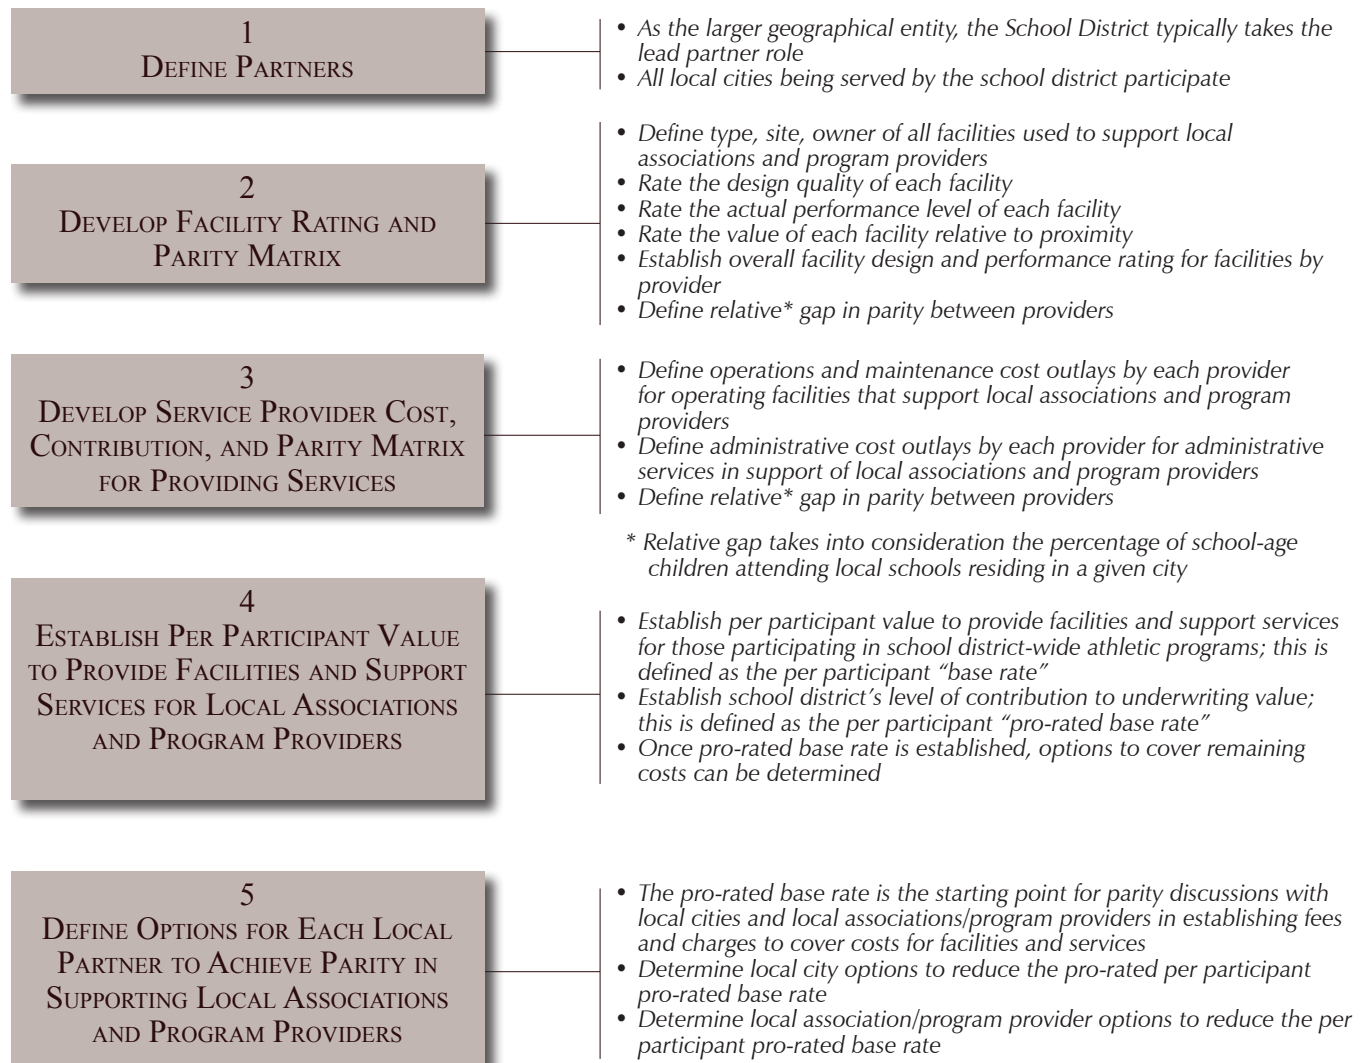 1
Define Partners
• As the larger geographical entity, the School District typically takes the
lead partner role
• All local cities being served by the school district participate
2
Develop Facility Rating and
Parity Matrix
• Define type, site, owner of all facilities used to support local
associations and program providers
• Rate the design quality of each facility
• Rate the actual performance level of each facility
• Rate the value of each facility relative to proximity
• Establish overall facility design and performance rating for facilities by
provider
• Define relative* gap in parity between providers
3
Develop Service Provider Cost,
Contribution, and Parity Matrix
for Providing Services
• Define operations and maintenance cost outlays by each provider
for operating facilities that support local associations and program
providers
• Define administrative cost outlays by each provider for administrative
services in support of local associations and program providers
• Define relative* gap in parity between providers
* Relative gap takes into consideration the percentage of school-age
children attending local schools residing in a given city
4
Establish Per Participant Value
to Provide Facilities and Support
Services for Local Associations
and Program Providers
• Establish per participant value to provide facilities and support services
for those participating in school district-wide athletic programs; this is
defined as the per participant “base rate”
• Establish school district’s level of contribution to underwriting value;
this is defined as the per participant “pro-rated base rate”
• Once pro-rated base rate is established, options to cover remaining
costs can be determined
5
Define Options for Each Local
Partner to Achieve Parity in
Supporting Local Associations
and Program Providers
• The pro-rated base rate is the starting point for parity discussions with
local cities and local associations/program providers in establishing fees
and charges to cover costs for facilities and services
• Determine local city options to reduce the pro-rated per participant
pro-rated base rate
• Determine local association/program provider options to reduce the per
participant pro-rated base rate